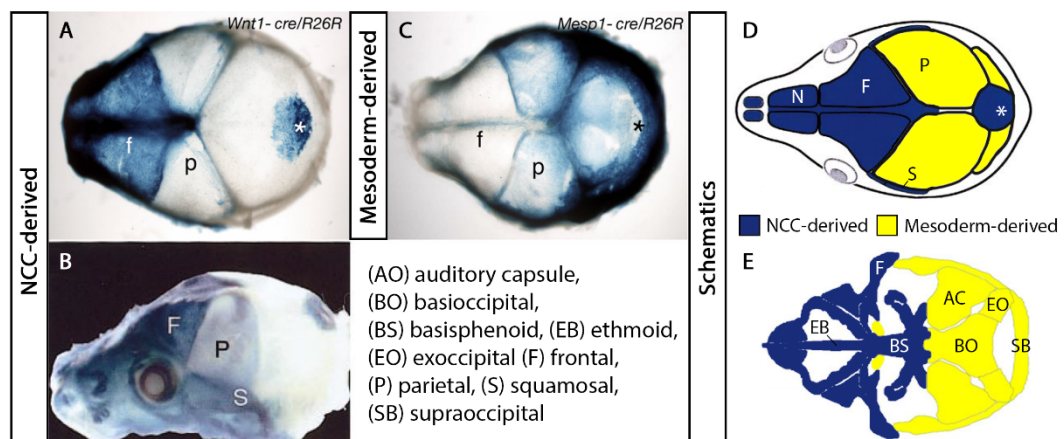 NCC-derived
A
Wnt1- cre/R26R
f
p
*
B
F
P
S
Mesoderm-derived
C
Mesp1- cre/R26R
f
p
*
(AO) auditory capsule,
(BO) basioccipital,
(BS) basisphenoid, (EB) ethmoid,
(EO) exoccipital (F) frontal,
(P) parietal, (S) squamosal,
(SB) supraoccipital
Schematics
D
P
N
F
*
S
NCC-derived
Mesoderm-derived
E
F
AC
EO
EB
BS
BO
SB